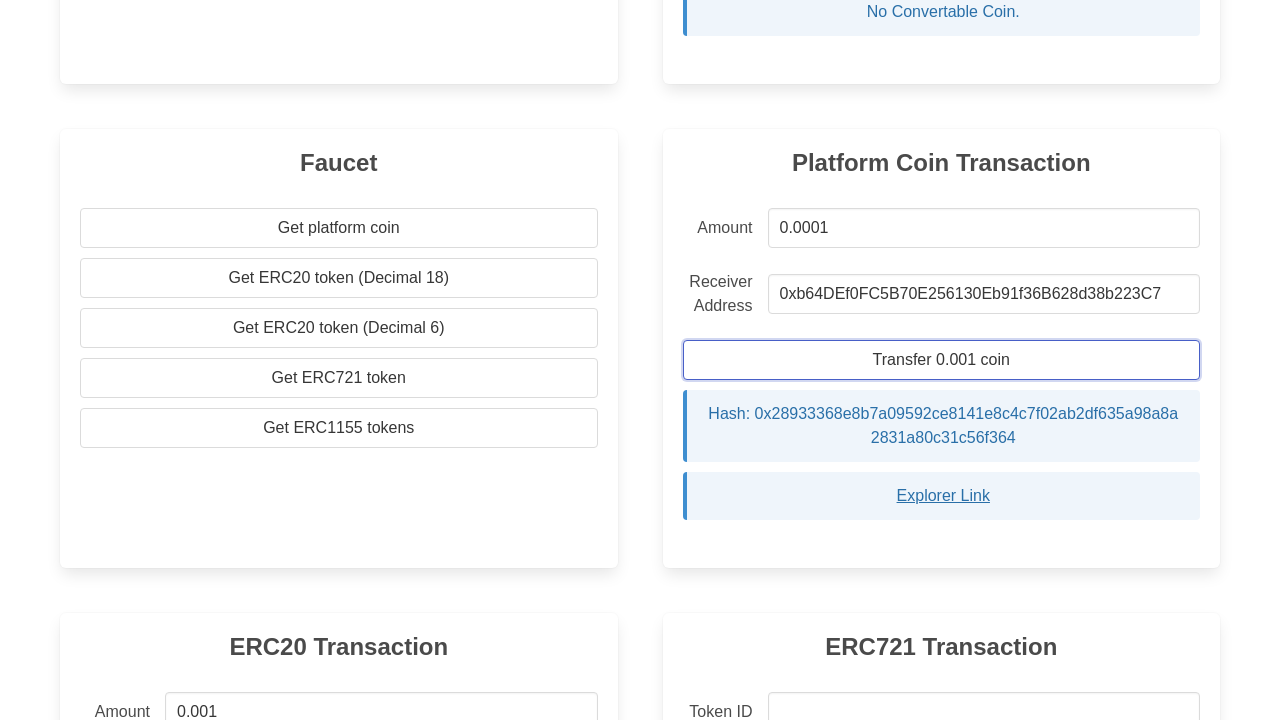 No Convertable Coin.
Faucet
Get platform coin
Get ERC20 token (Decimal 18)
Get ERC20 token (Decimal 6)
Get ERC721 token
Get ERC1155 tokens
Platform Coin Transaction
Amount
0.0001
Receiver
Address
0xb64DEf0FC5B70E256130Eb91f36B628d38b223C7
Transfer 0.001 coin
Hash: 0x28933368e8b7a09592ce8141e8c4c7f02ab2df635a98a8a
2831a80c31c56f364
Explorer Link
ERC20 Transaction
Amount
0.001
ERC721 Transaction
Token ID